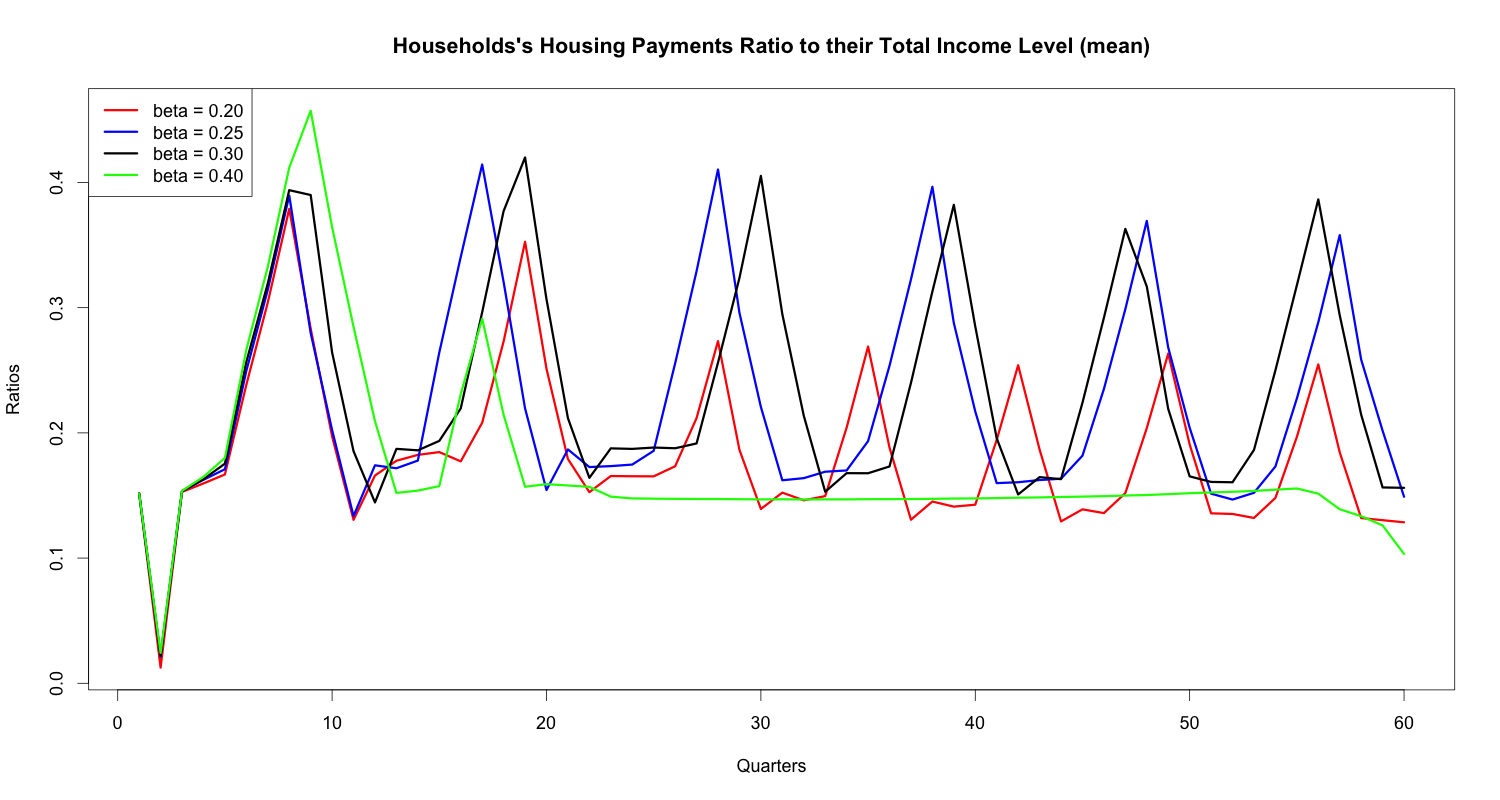 Households's Housing Payments Ratio to their Total Income Level (mean)
beta = 0.20
beta = 0.25
beta = 0.30
beta = 0.40
Ratios
0.4
0.3
0.2
0.1
0.0
0 10 20 30 40 50 60
Quarters